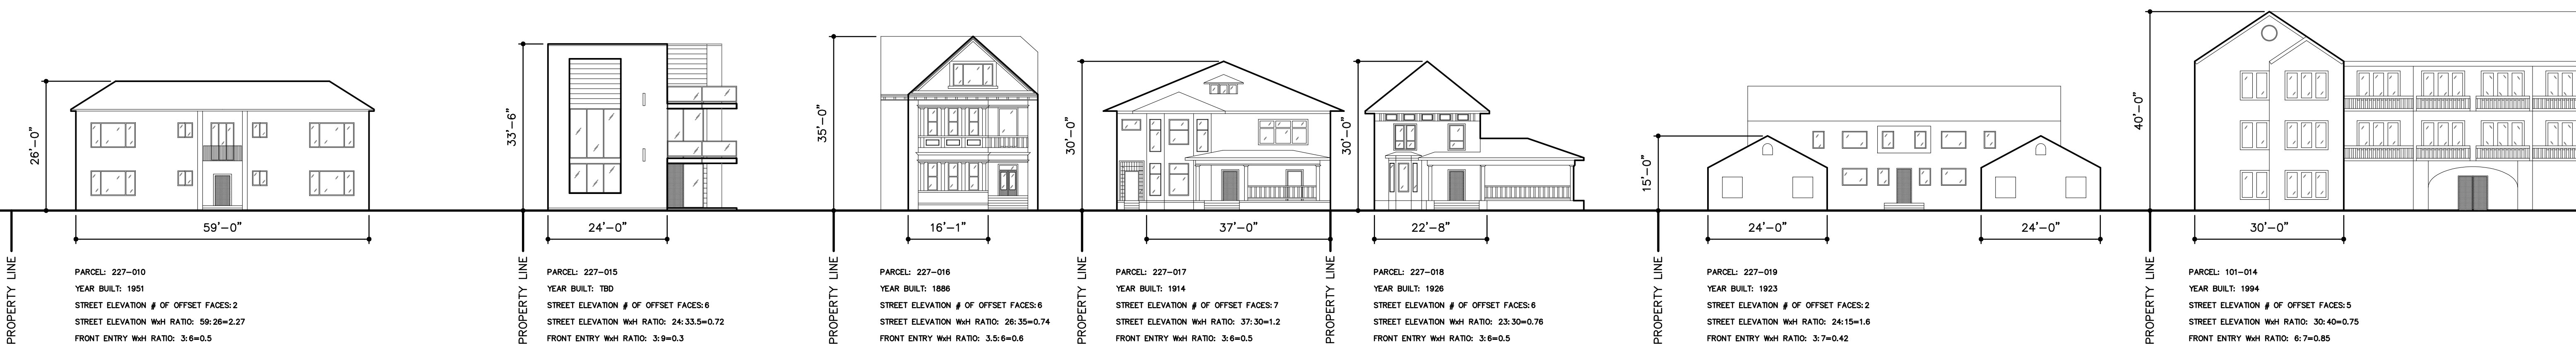 26'-0"
59'-0"
PROPERTY LINE
PARCEL: 227-010
YEAR BUILT: 1951
STREET ELEVATION # OF OFFSET FACES: 2
STREET ELEVATION WxH RATIO: 59:26=2.27
FRONT ENTRY WxH RATIO: 3:6=0.5
33'-6"
24'-0"
PROPERTY LINE
PARCEL: 227-015
YEAR BUILT: TBD
STREET ELEVATION # OF OFFSET FACES: 6
STREET ELEVATION WxH RATIO: 24:33.5=0.72
FRONT ENTRY WxH RATIO: 3:9=0.3
35'-0"
16'-1"
PROPERTY LINE
PARCEL: 227-016
YEAR BUILT: 1886
STREET ELEVATION # OF OFFSET FACES: 6
STREET ELEVATION WxH RATIO: 26:35=0.74
FRONT ENTRY WxH RATIO: 3.5:6=0.6
30'-0"
37'-0"
PROPERTY LINE
PARCEL: 227-017
YEAR BUILT: 1914
STREET ELEVATION # OF OFFSET FACES: 7
STREET ELEVATION WxH RATIO: 37:30=1.2
FRONT ENTRY WxH RATIO: 3:6=0.5
30'-0"
22'-8"
PROPERTY LINE
PARCEL: 227-018
YEAR BUILT: 1926
STREET ELEVATION # OF OFFSET FACES: 6
STREET ELEVATION WxH RATIO: 23:30=0.76
FRONT ENTRY WxH RATIO: 3:6=0.5
15'-0"
24'-0"
24'-0"
PROPERTY LINE
PARCEL: 227-019
YEAR BUILT: 1923
STREET ELEVATION # OF OFFSET FACES: 2
STREET ELEVATION WxH RATIO: 24:15=1.6
FRONT ENTRY WxH RATIO: 3:7=0.42
40'-0"
30'-0"
PROPERTY LINE
PARCEL: 101-014
YEAR BUILT: 1994
STREET ELEVATION # OF OFFSET FACES: 5
STREET ELEVATION WxH RATIO: 30:40=0.75
FRONT ENTRY WxH RATIO: 6:7=0.85